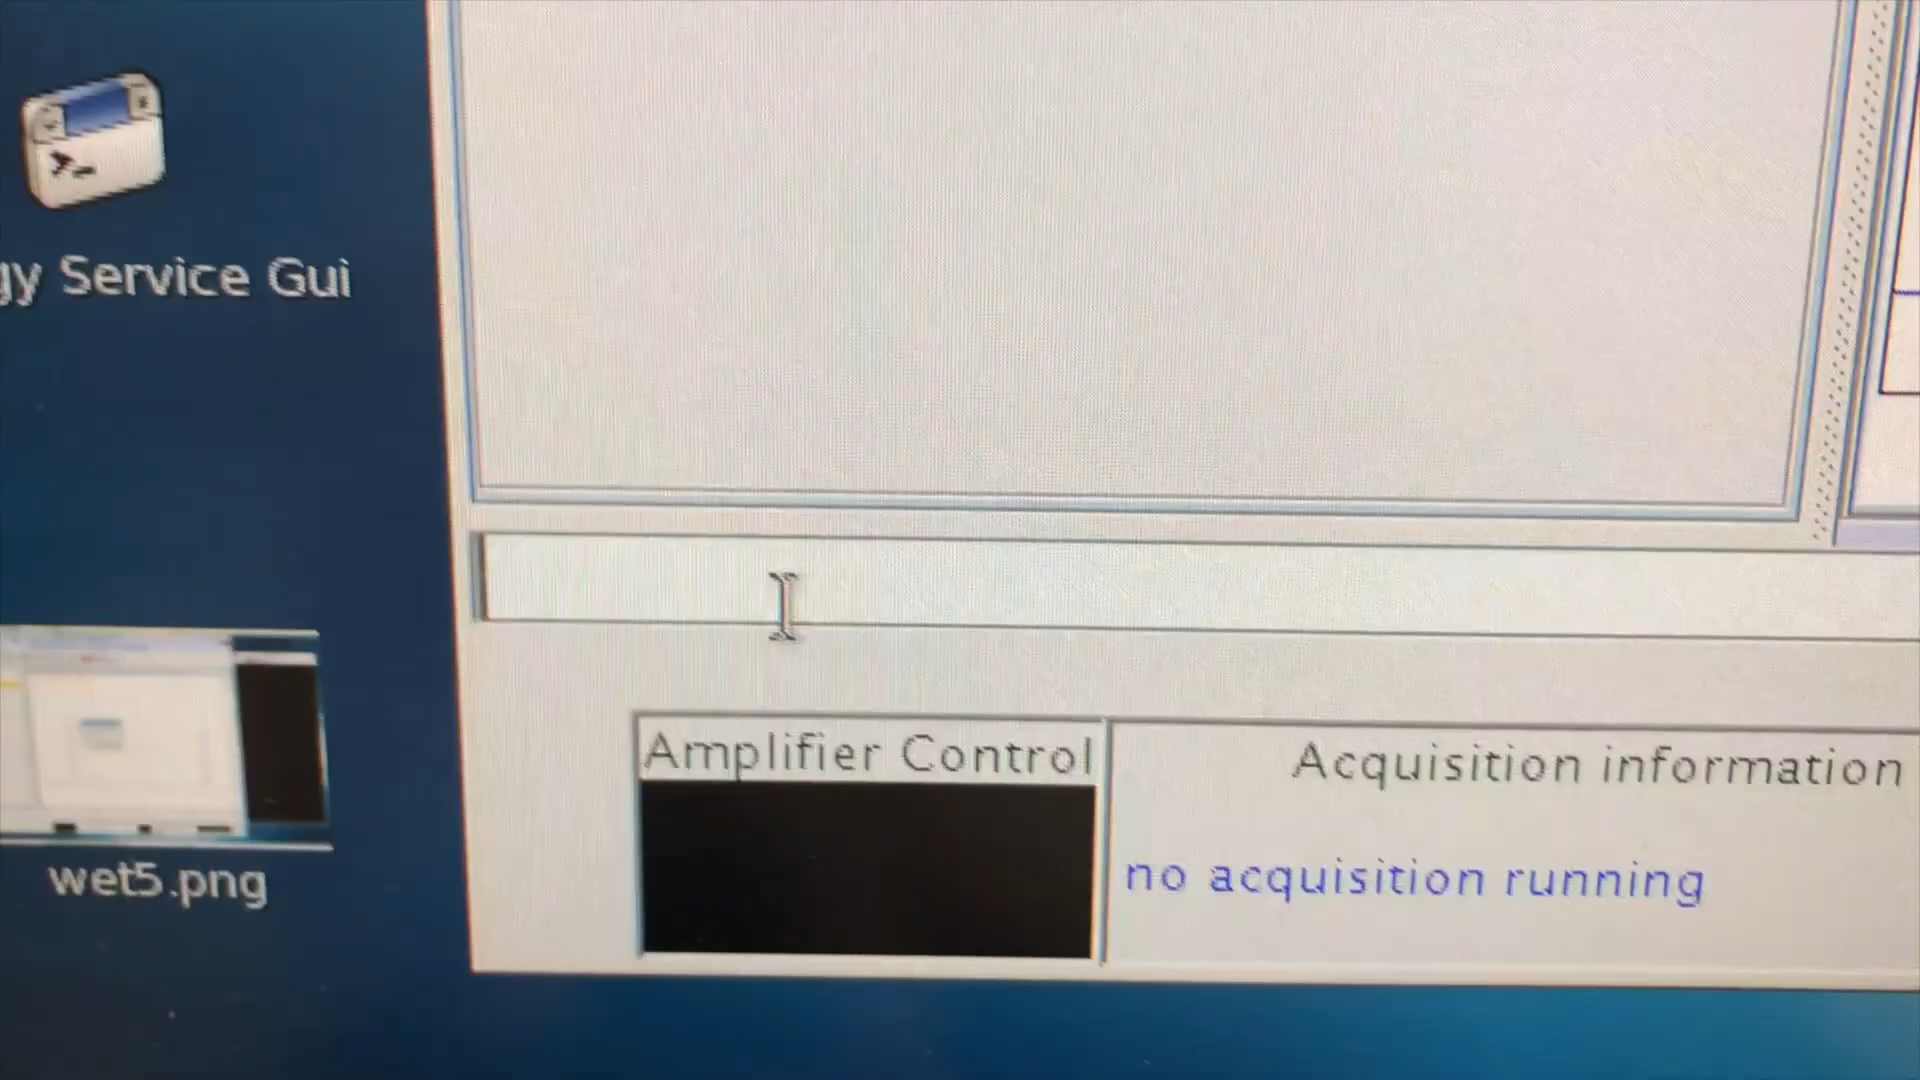 Service Gui
wet5.png
Amplifier Control
Acquisition information
no acquisition running